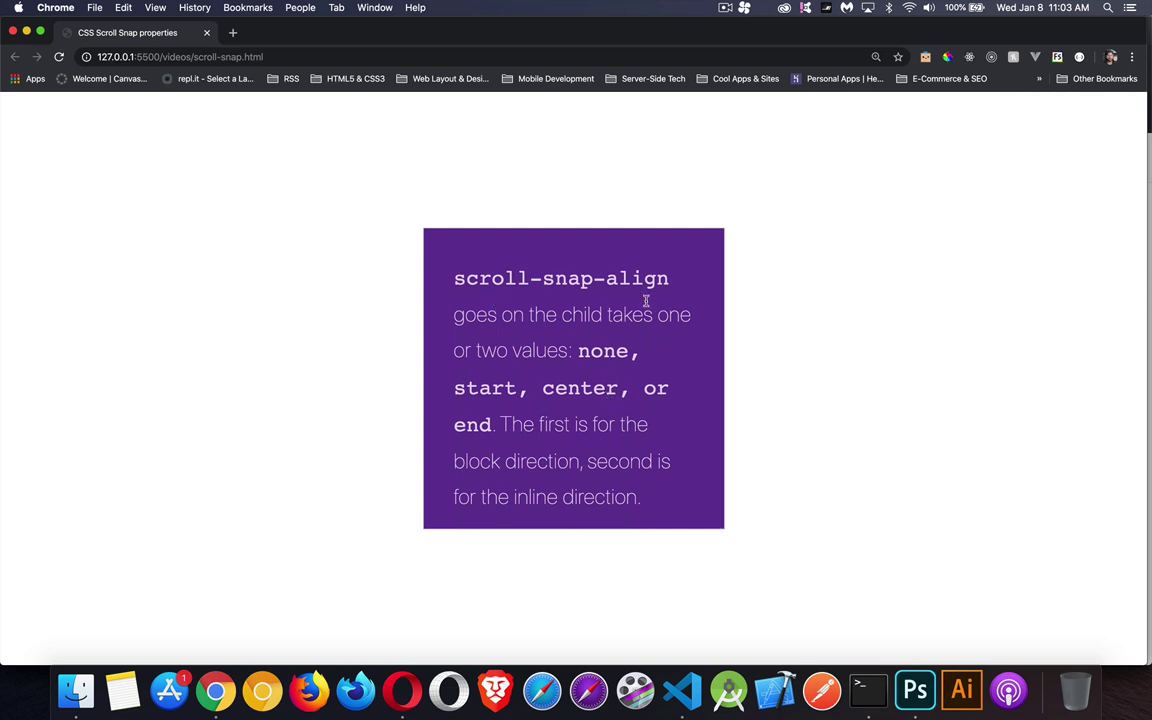 Chrome File Edit View History Bookmarks People Tab Window Help 100% Wed Jan 8 11:03 AM
CSS Scroll Snap properties
127.0.0.1:5500/videos/scroll-snap.html
Apps Welcome | Canvas... repl.it - Select a La... RSS HTML5 & CSS3 Web Layout & Desi... Mobile Development Server-Side Tech Cool Apps & Sites Personal Apps | He... E-Commerce & SEO » Other Bookmarks
scroll-snap-align
goes on the child takes one
or two values: none,
start, center, or
end. The first is for the
block direction, second is
for the inline direction.
1
Ps Ai